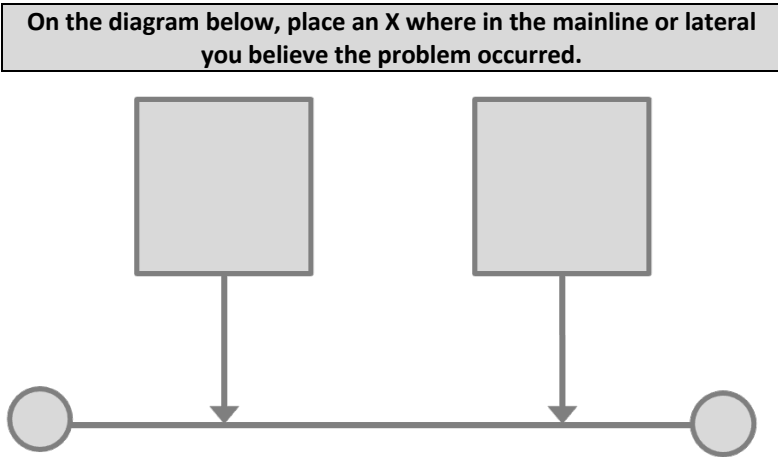 On the diagram below, place an X where in the mainline or lateral
you believe the problem occurred.